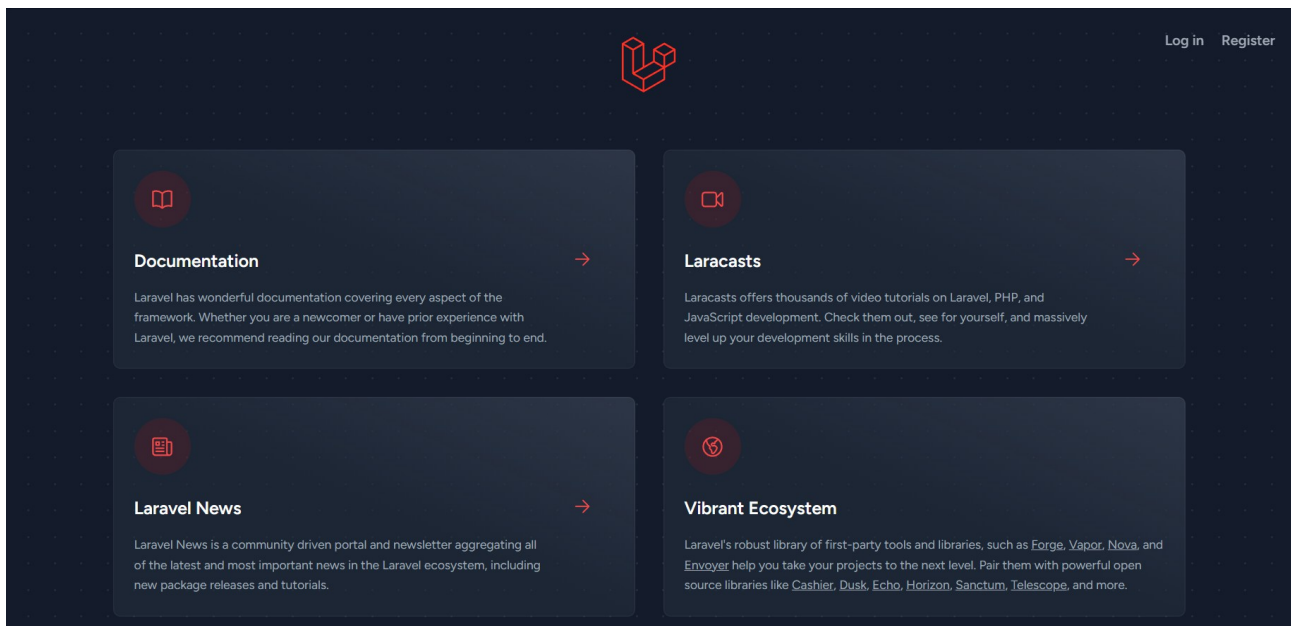 Log in Register
Documentation
Laravel has wonderful documentation covering every aspect of the
framework. Whether you are a newcomer or have prior experience with
Laravel, we recommend reading our documentation from beginning to end.
Laracasts
Laracasts offers thousands of video tutorials on Laravel, PHP, and
JavaScript development. Check them out, see for yourself, and massively
level up your development skills in the process.
Laravel News
Laravel News is a community driven portal and newsletter aggregating all
of the latest and most important news in the Laravel ecosystem, including
new package releases and tutorials.
Vibrant Ecosystem
Laravel's robust library of first-party tools and libraries, such as Forge, Vapor, Nova, and
Envoyer help you take your projects to the next level. Pair them with powerful open
source libraries like Cashier, Dusk, Echo, Horizon, Sanctum, Telescope, and more.